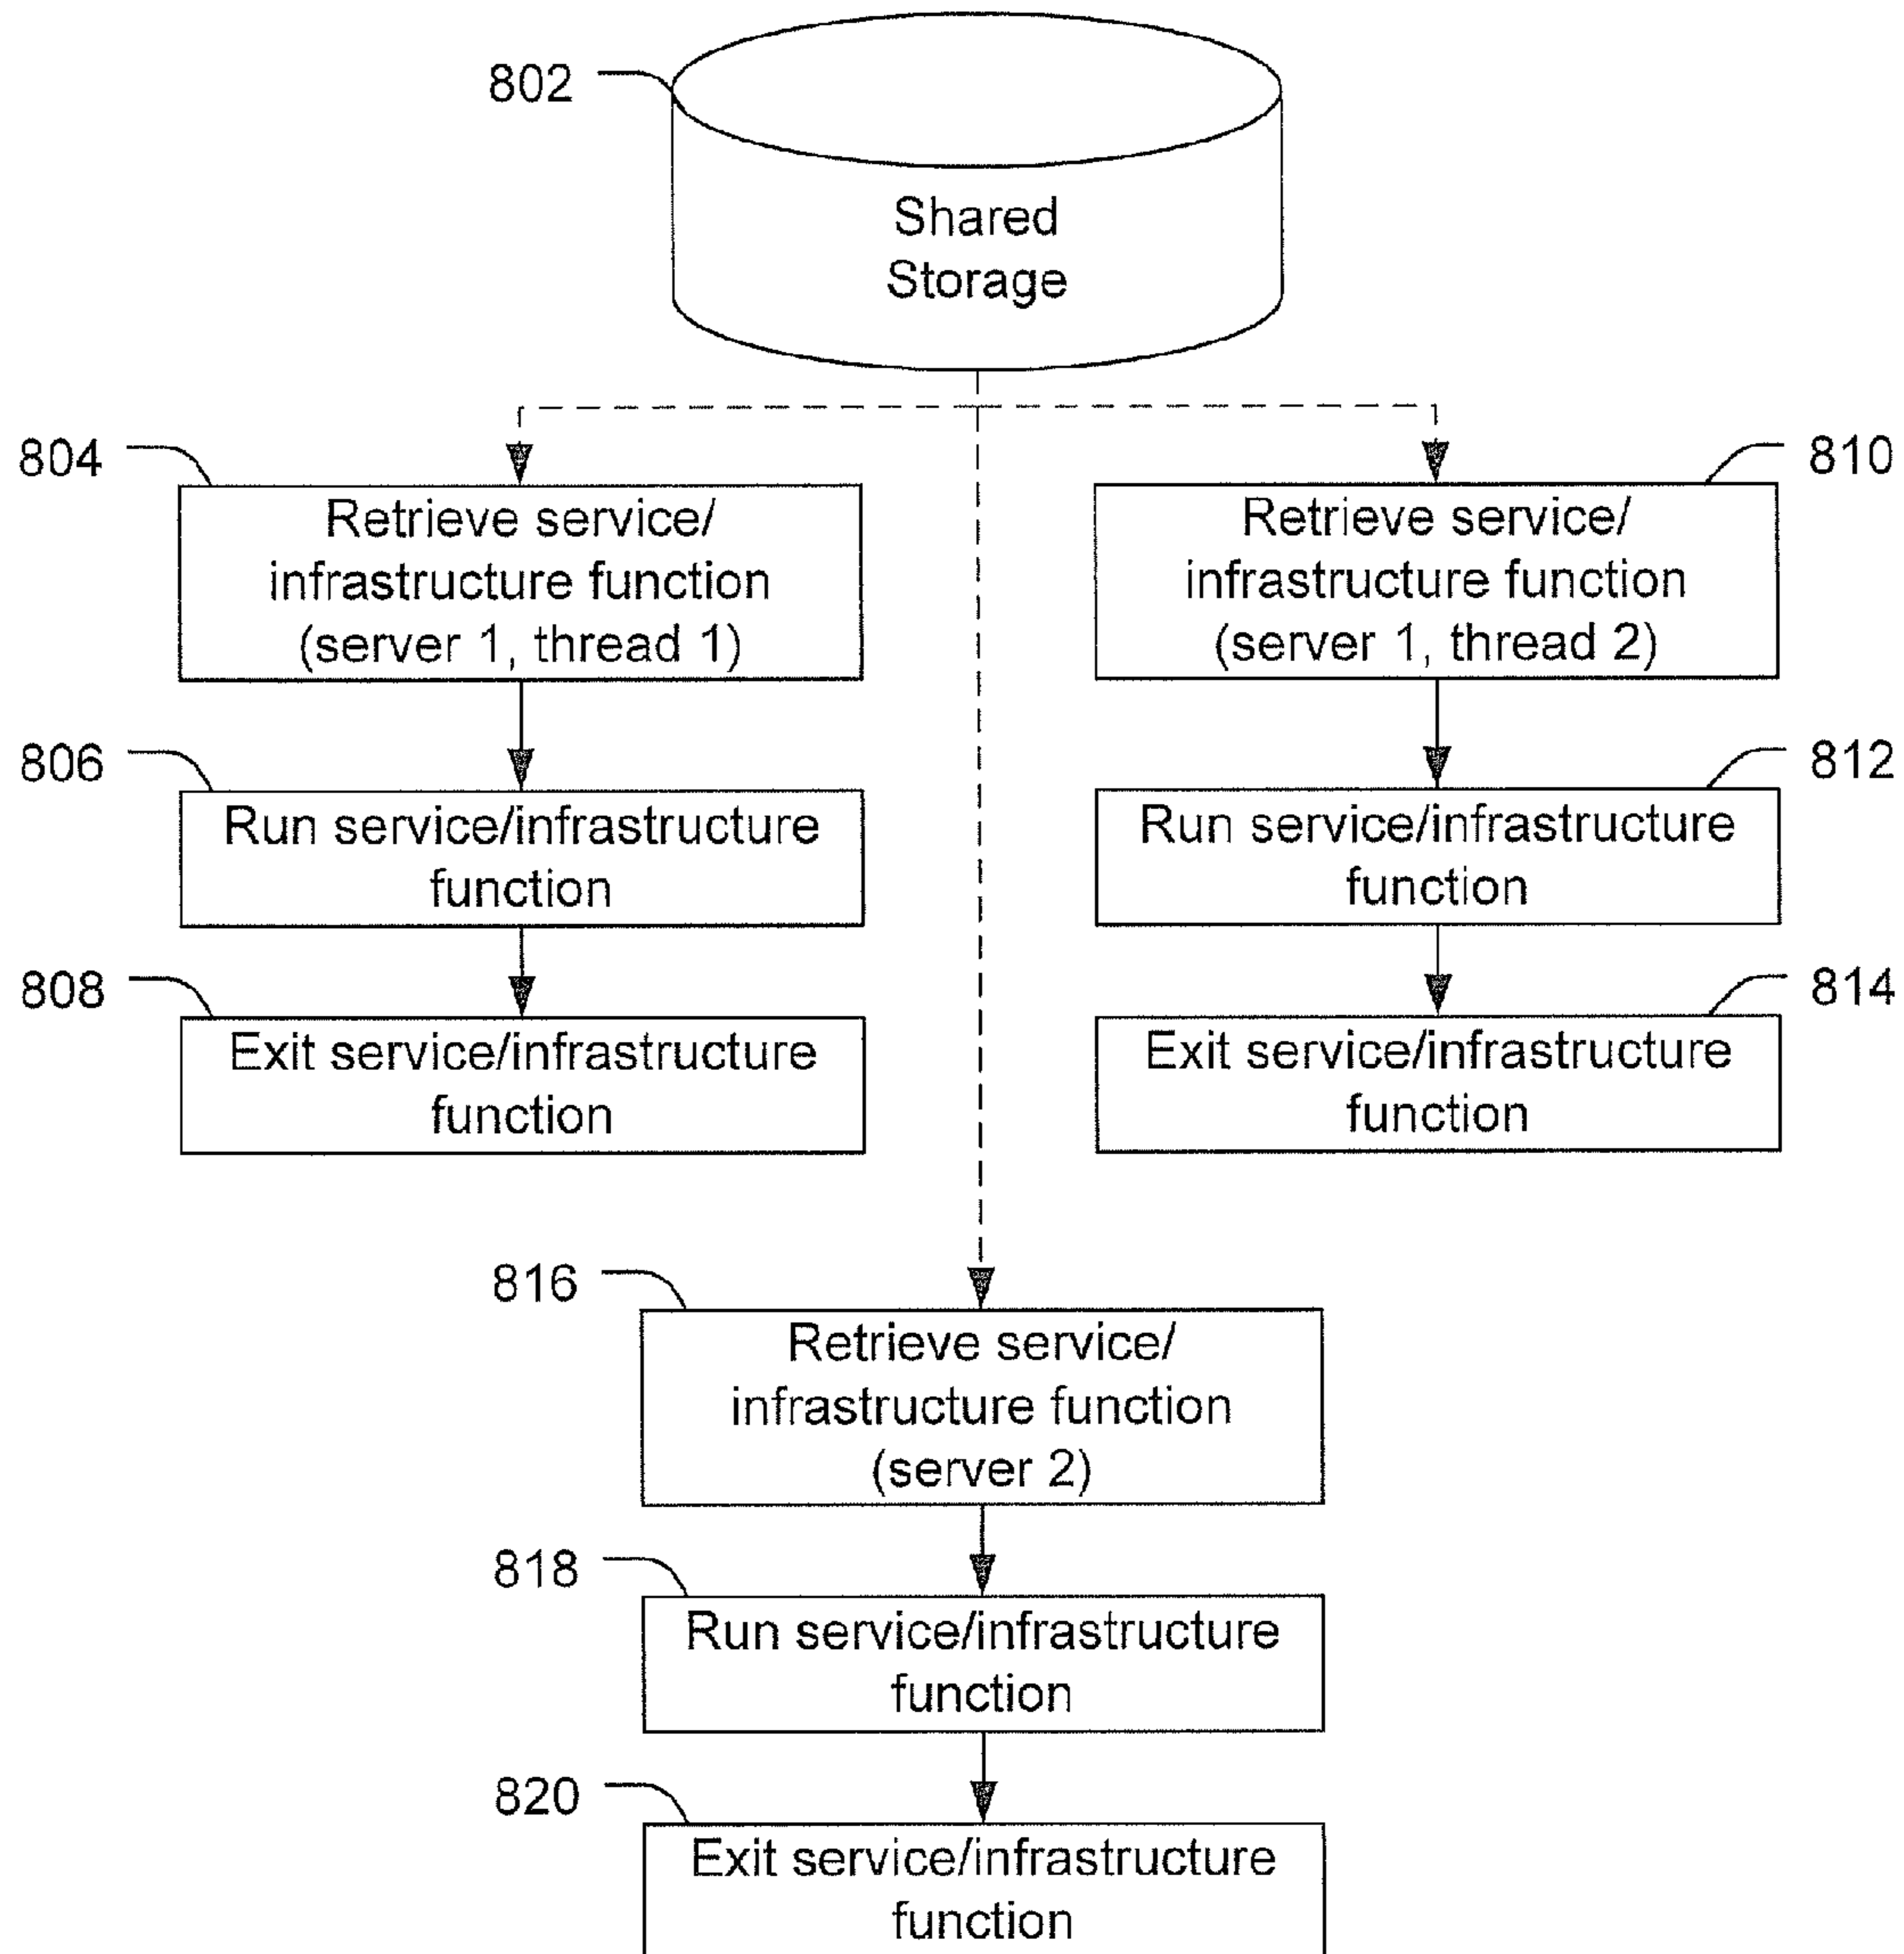 802
Shared
Storage
804
Retrieve service/
infrastructure function
(server 1, thread 1)
810
Retrieve service/
infrastructure function
(server 1, thread 2)
806
Run service/infrastructure
function
812
Run service/infrastructure
function
808
Exit service/infrastructure
function
814
Exit service/infrastructure
function
816
Retrieve service/
infrastructure function
(server 2)
818
Run service/infrastructure
function
820
Exit service/infrastructure
function